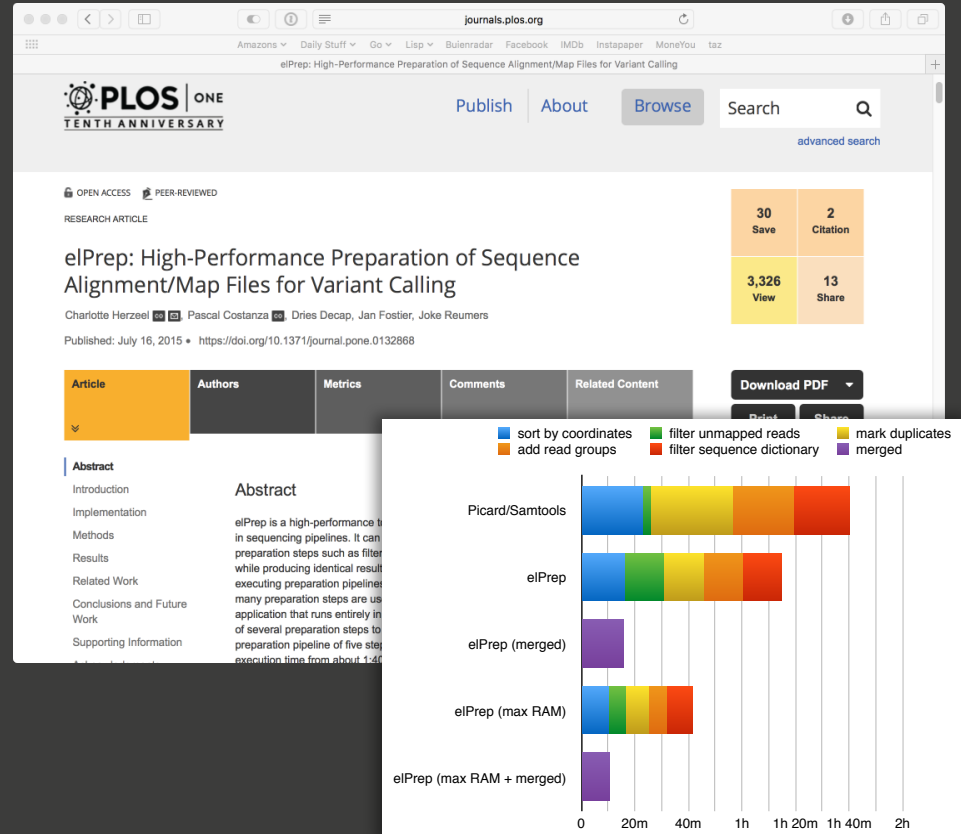 journals.plos.org
Amazons Daily Stuff Go Lisp Buienradar Facebook IMDb Instapaper MoneYou taz
elPrep: High-Performance Preparation of Sequence Alignment/Map Files for Variant Calling
PLOS ONE
TENTH ANNIVERSARY
Publish About Browse Search
advanced search
OPEN ACCESS PEER-REVIEWED
RESEARCH ARTICLE
30 2
Save Citation
3,326 13
View Share
elPrep: High-Performance Preparation of Sequence
Alignment/Map Files for Variant Calling
Charlotte Herzeel, Pascal Costanza, Dries Decap, Jan Fostier, Joke Reumers
Published: July 16, 2015 • https://doi.org/10.1371/journal.pone.0132868
Article Authors Metrics Comments Related Content
Download PDF
Print Share
Abstract
Introduction
Implementation
Methods
Results
Related Work
Conclusions and Future
Work
Supporting Information
Abstract
elPrep is a high-performance
in sequencing pipelines. It can
preparation steps such as filter
while producing identical result
executing preparation pipelines
many preparation steps are
application that runs entirely in
of several preparation steps to
preparation pipeline of five
execution time from about 1:40
sort by coordinates filter unmapped reads mark duplicates
add read groups filter sequence dictionary merged
Picard/Samtools
elPrep
elPrep (merged)
elPrep (max RAM)
elPrep (max RAM + merged)
0 20m 40m 1h 1h 20m 1h 40m 2h